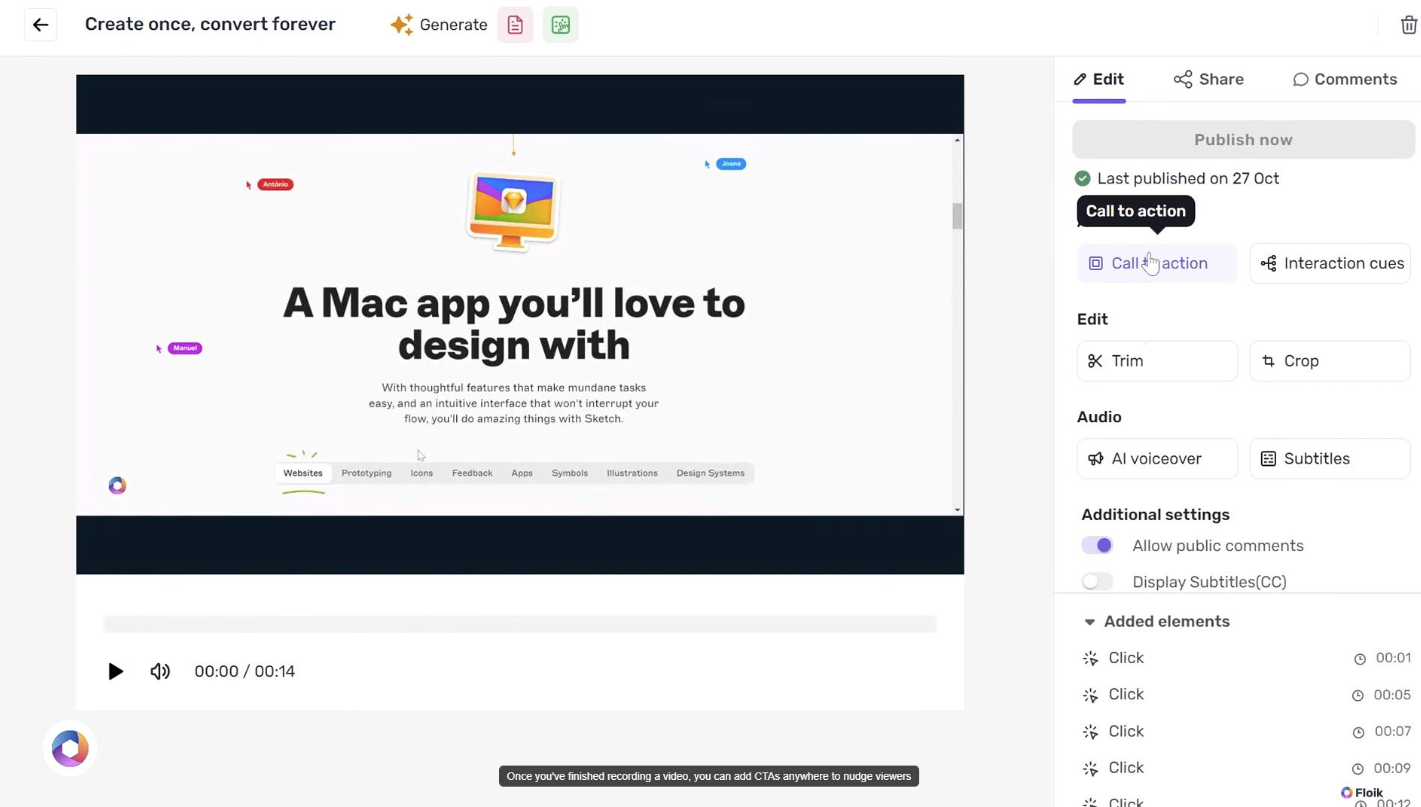 Create once, convert forever
Generate
Edit
Share
Comments
Publish now
Last published on 27 Oct
Call to action
Call action
Interaction cues
Edit
Trim
Crop
Audio
AI voiceover
Subtitles
Additional settings
Allow public comments
Display Subtitles(CC)
Added elements
Click 00:01
Click 00:05
Click 00:07
Click 00:09
Click 00:12
Floik
António
Joana
Manuel
A Mac app you'll love to
design with
With thoughtful features that make mundane tasks
easy, and an intuitive interface that won't interrupt your
flow, you'll do amazing things with Sketch.
Websites Prototyping Icons Feedback Apps Symbols Illustrations Design Systems
00:00 / 00:14
Once you've finished recording a video, you can add CTAs anywhere to nudge viewers